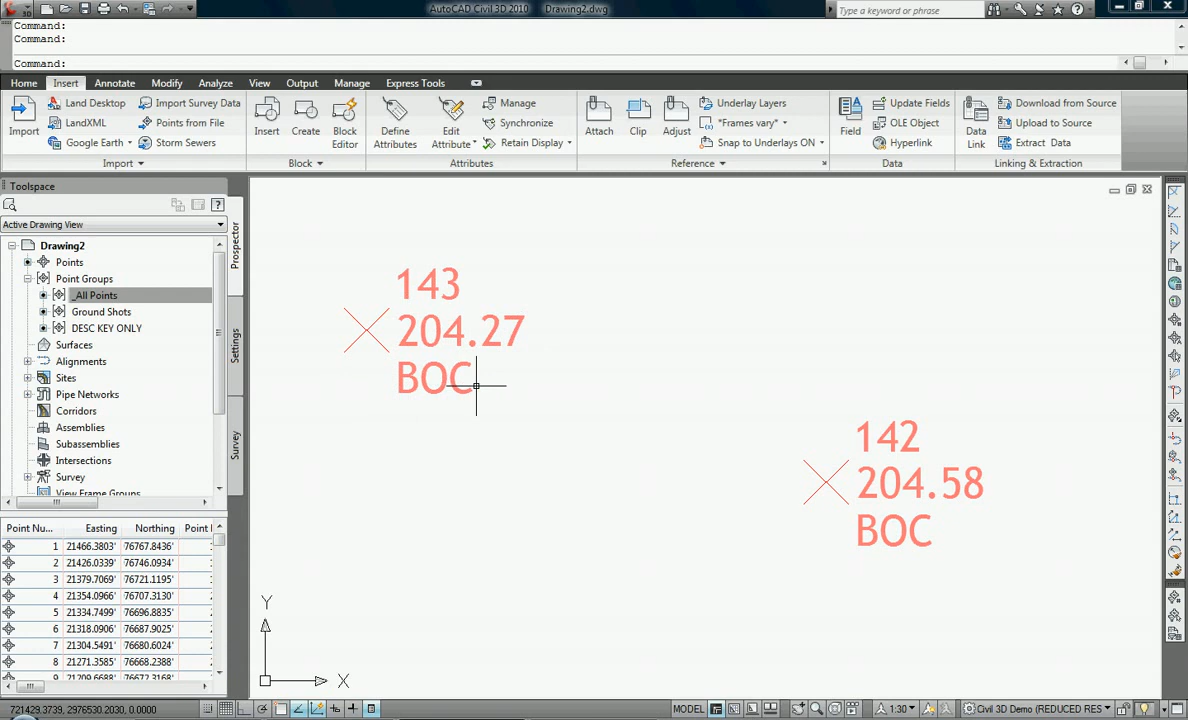 AutoCAD Civil 3D 2010 Drawing2.dwg
Type a keyword or phrase
Command:
Command:
Command:
Home Insert Annotate Modify Analyze View Output Manage Express Tools
Import
Land Desktop
LandXML
Google Earth
Import Survey Data
Points from File
Storm Sewers
Insert
Create
Block
Editor
Define
Attributes
Edit
Attribute
Manage
Synchronize
Retain Display
Attach
Clip
Adjust
Underlay Layers
*Frames vary*
Snap to Underlays ON
Field
Update Fields
OLE Object
Hyperlink
Data
Link
Download from Source
Upload to Source
Extract Data
Import
Block
Attributes
Reference
Data
Linking & Extraction
Toolspace
Active Drawing View
Drawing2
Points
Point Groups
_All Points
Ground Shots
DESC KEY ONLY
Surfaces
Alignments
Sites
Pipe Networks
Corridors
Assemblies
Subassemblies
Intersections
Survey
View Frame Groups
Prospector
Settings
Survey
Point Nu... Easting Northing Point
1 21466.3803' 76767.8436'
2 21426.0339' 76746.0934'
3 21379.7069' 76721.1195'
4 21354.0966' 76707.3130'
5 21334.7499' 76696.8835'
6 21318.0906' 76687.9025'
7 21304.5491' 76680.6024'
8 21271.3585' 76668.2388'
9 21209.6688' 76672.3168'
143
204.27
BOC
142
204.58
BOC
Y
X
721429.3739, 2976530.2030, 0.0000
MODEL
1:30
Civil 3D Demo (REDUCED RES